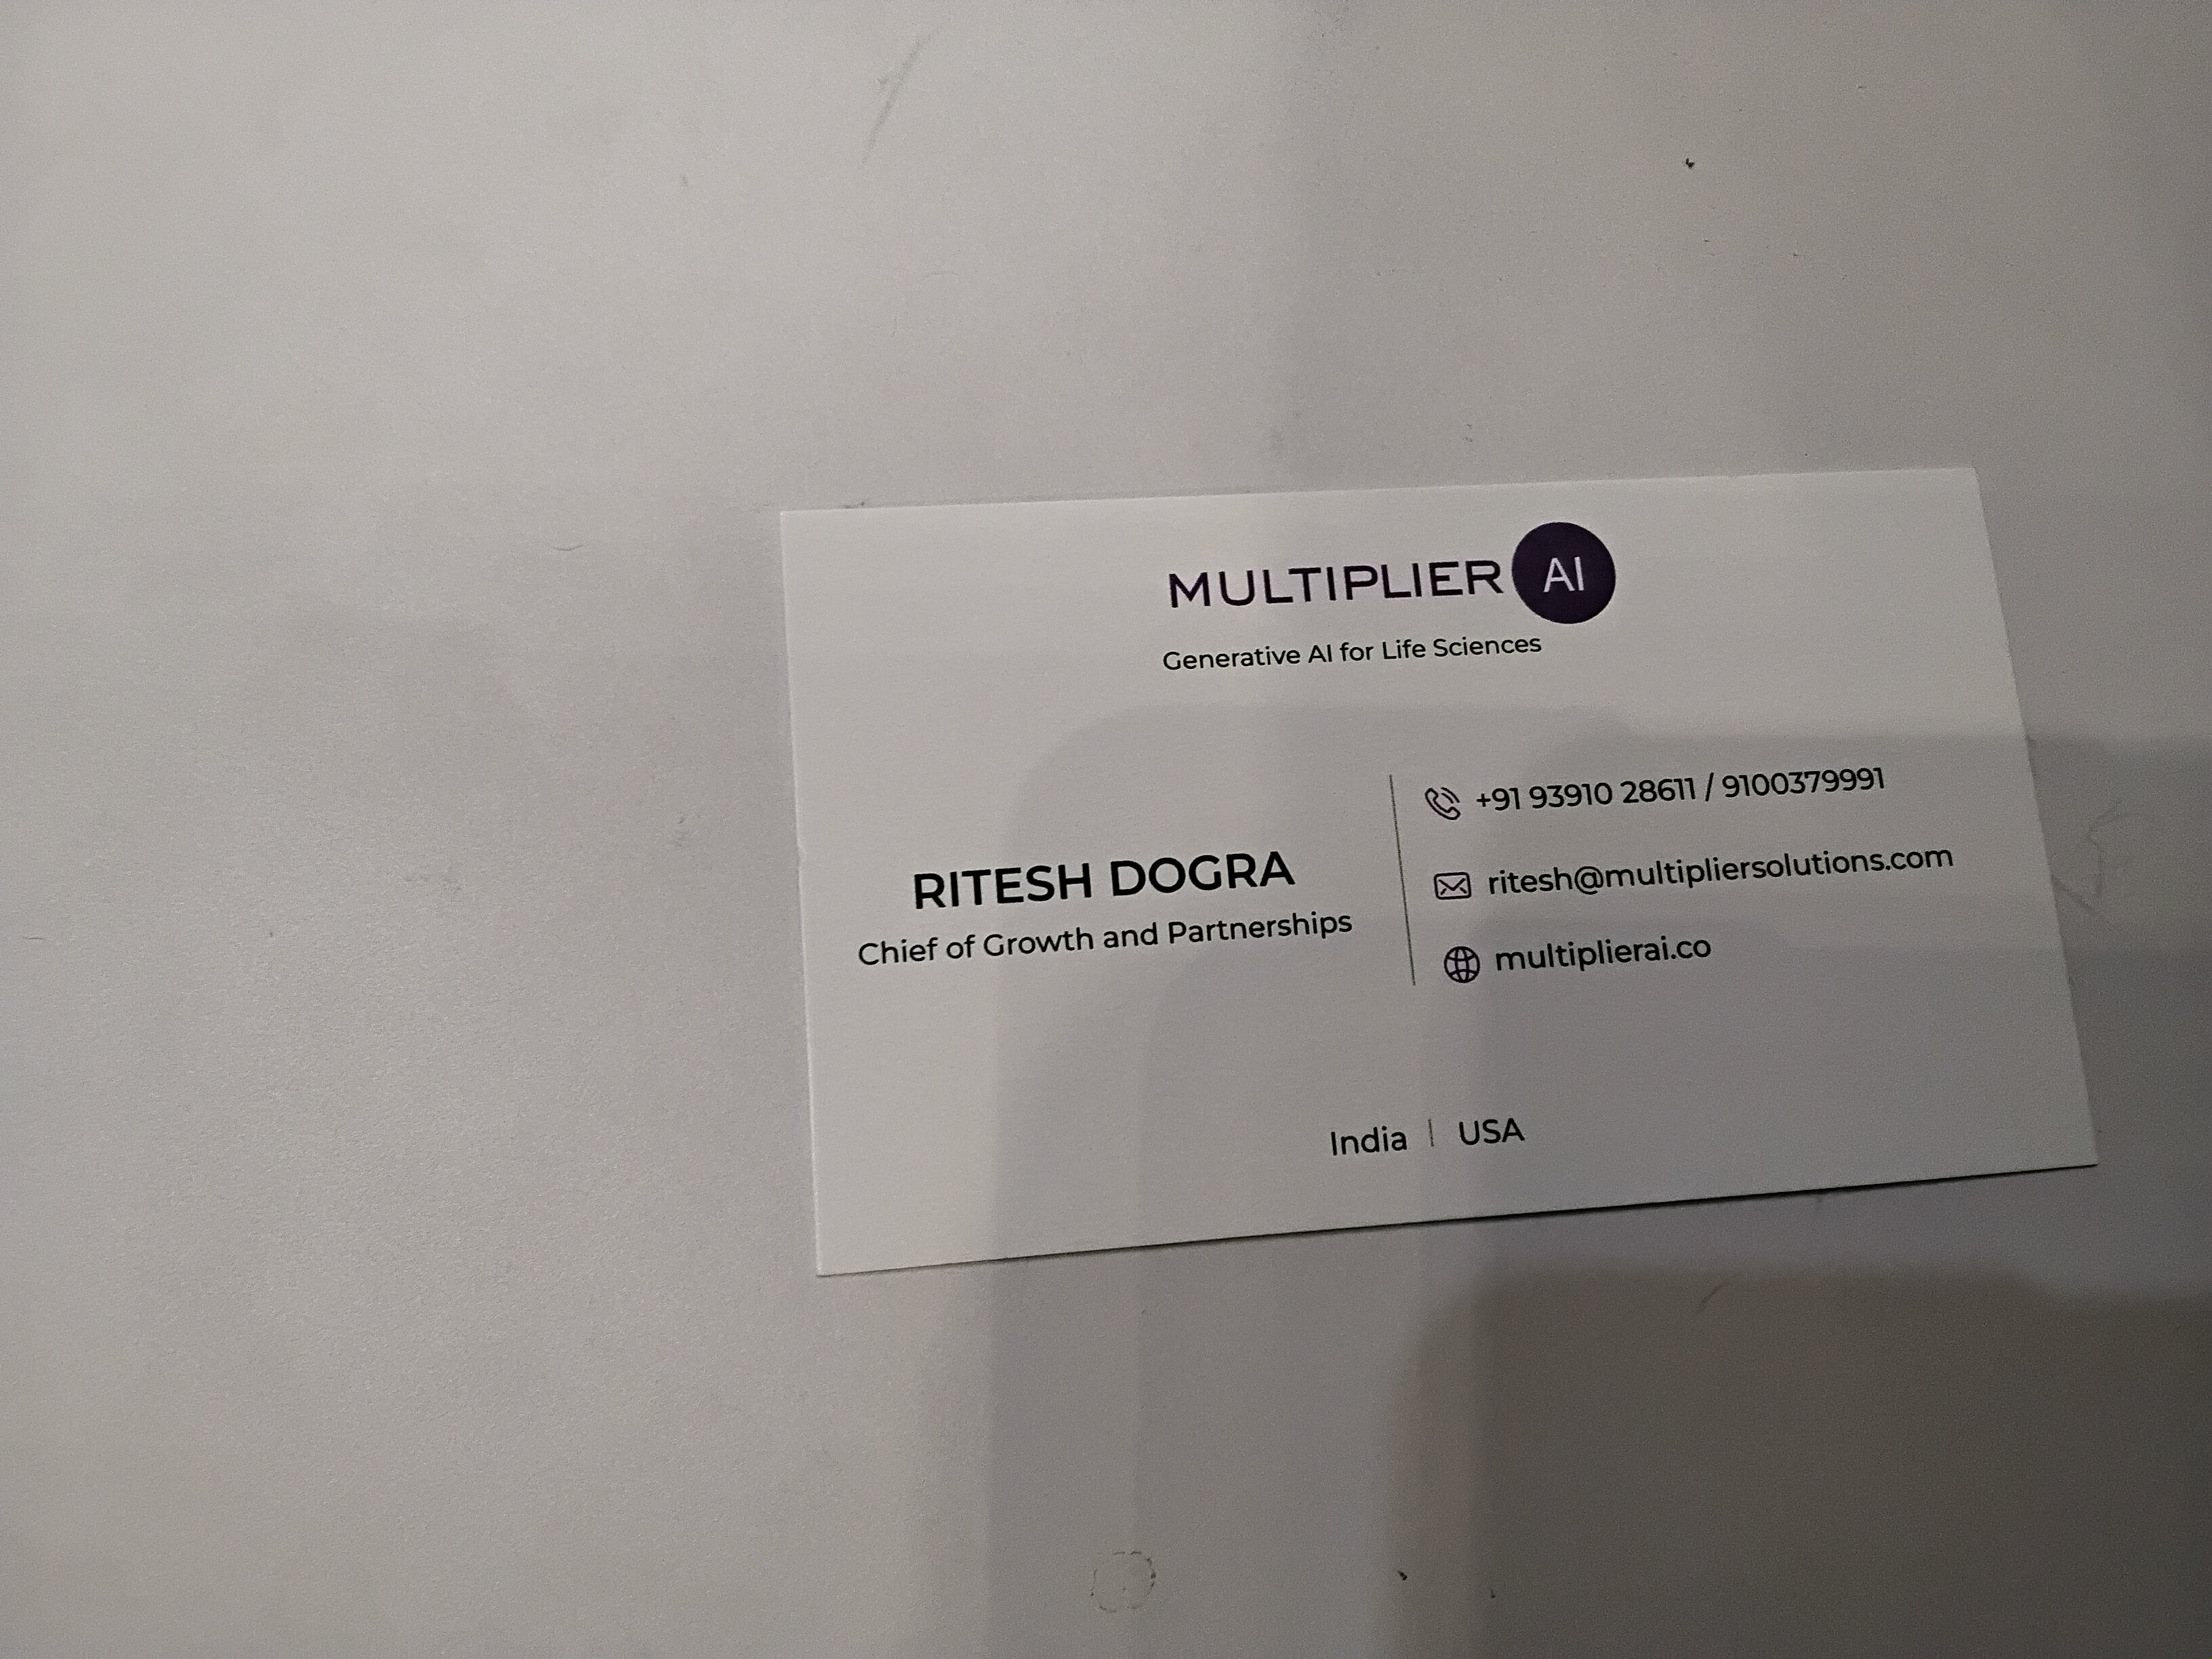 MULTIPLIER AI
Generative AI for Life Sciences
RITESH DOGRA
Chief of Growth and Partnerships
+91 93910 28611 / 9100379991
ritesh@multipliersolutions.com
multiplierai.co
India | USA